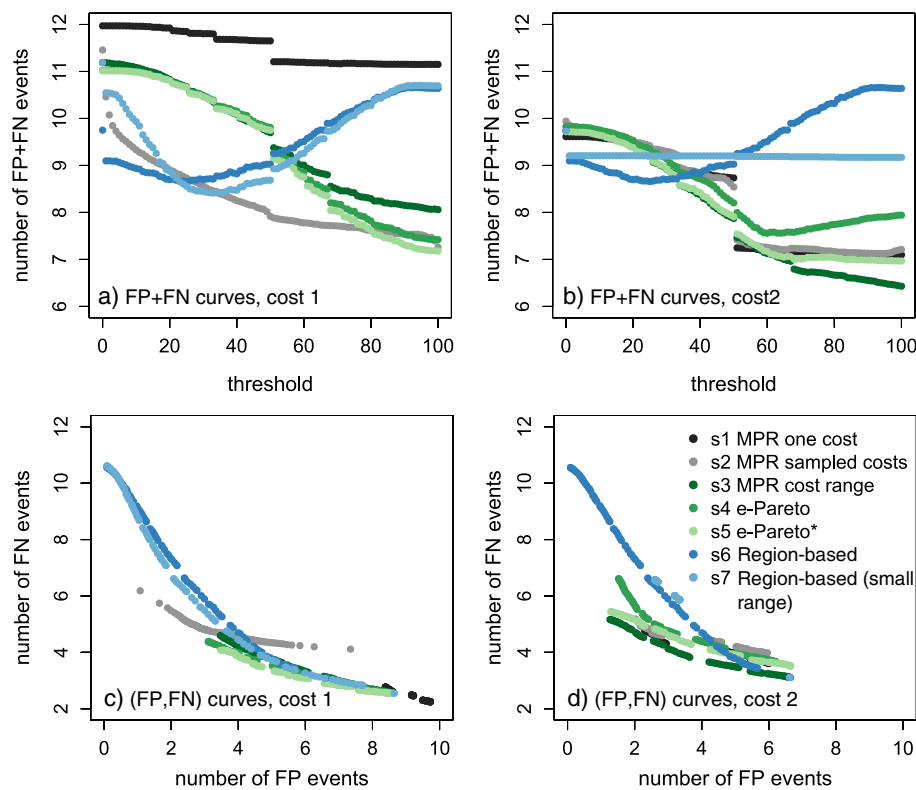 12
11
10
9
8
7
6
number of FP+FN events
a) FP+FN curves, cost 1
0 20 40 60 80 100
threshold
12
11
10
9
8
7
6
number of FP+FN events
b) FP+FN curves, cost2
0 20 40 60 80 100
threshold
12
10
8
6
4
2
number of FN events
c) (FP,FN) curves, cost 1
0 2 4 6 8 10
number of FP events
12
10
8
6
4
2
number of FN events
s1 MPR one cost
s2 MPR sampled costs
s3 MPR cost range
s4 e-Pareto
s5 e-Pareto*
s6 Region-based
s7 Region-based (small
range)
d) (FP,FN) curves, cost 2
0 2 4 6 8 10
number of FP events